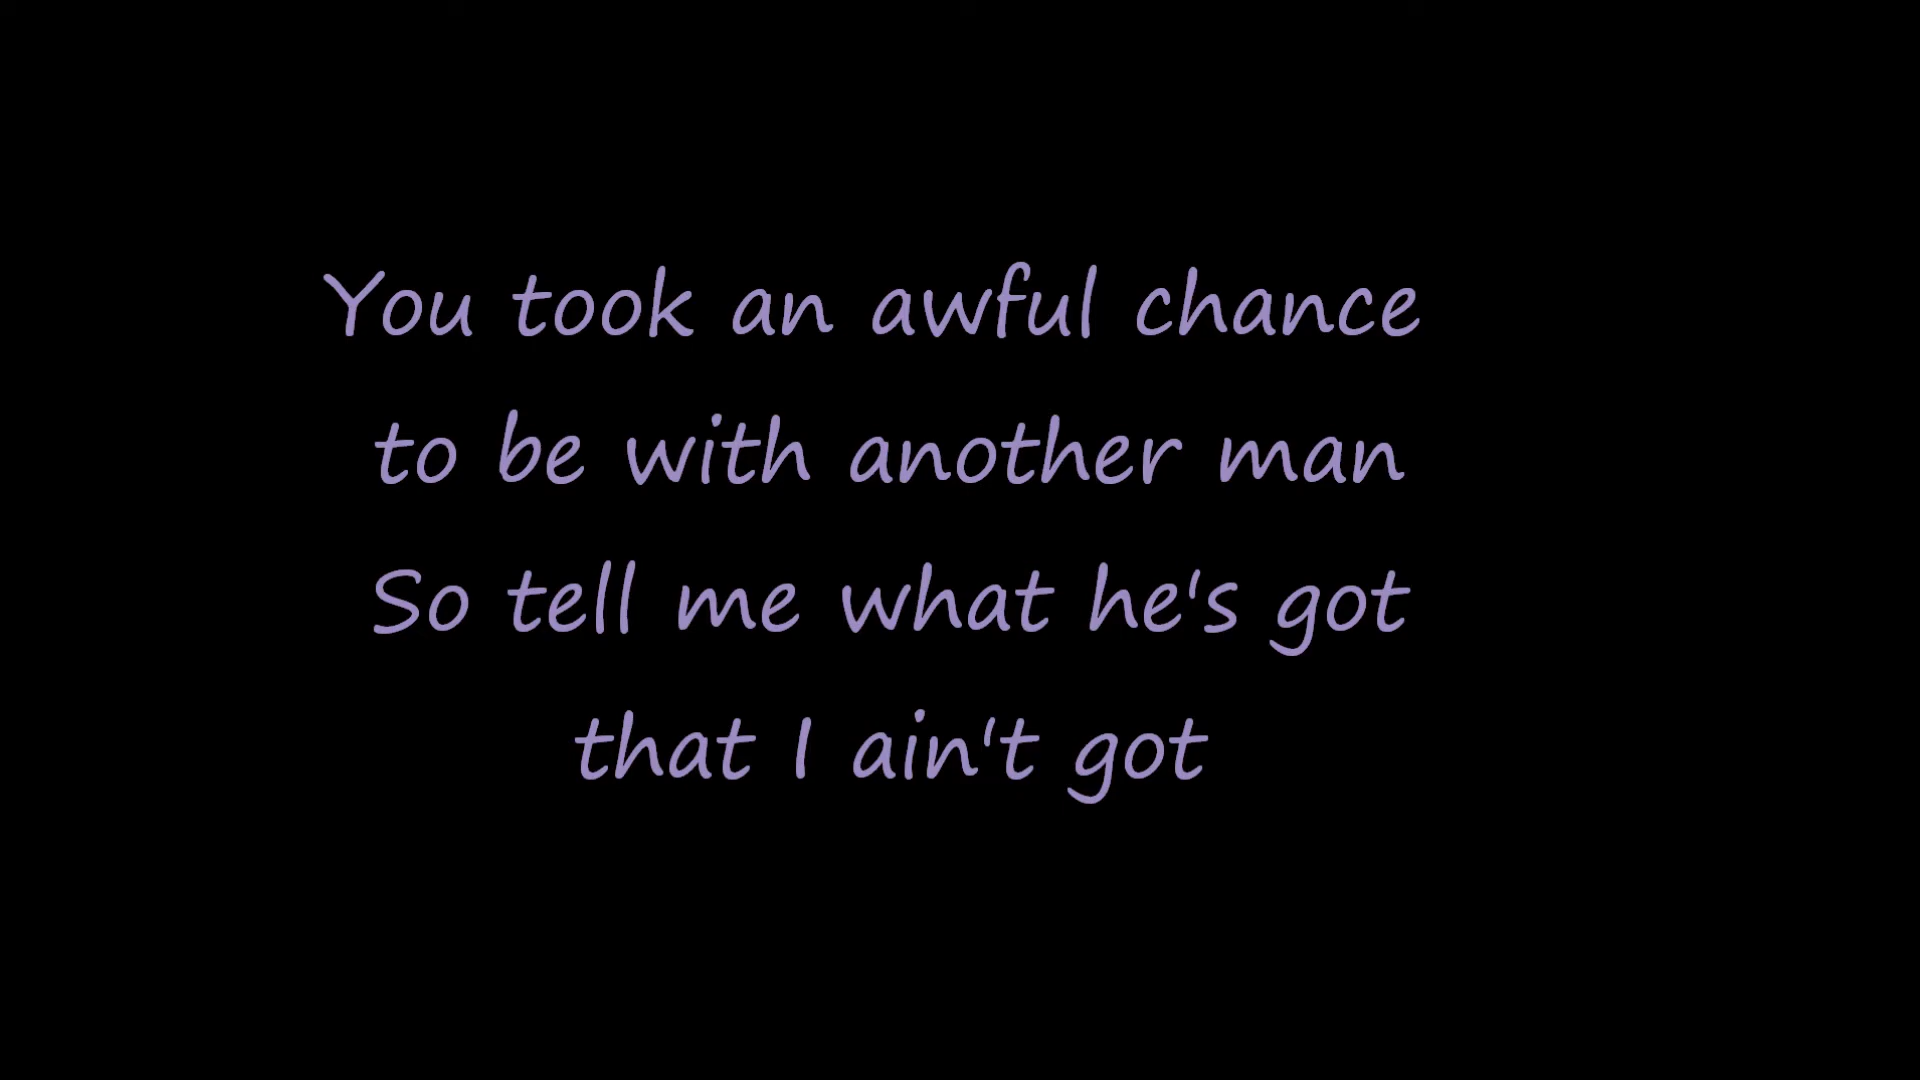 You took an awful chance
to be with another man
So tell me what he's got
that I ain't got